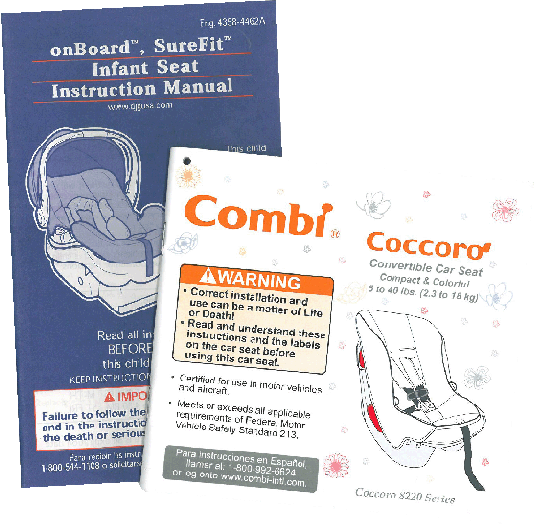 Eng. 4358-4462A
onBoard™, SureFit™
Infant Seat
Instruction Manual
www.djgusa.com
this child
Read all in
BEFORE
this child
KEEP INSTRUCTION
IMPO
Failure to follow the
and in the instructio
the death or serious
Para recibir las instru
1-800-544-1108 o solicitarlas
Combi®
WARNING
• Correct installation and
use can be a matter of Life
or Death!
• Read and understand these
instructions and the labels
on the car seat before
using this car seat.
• Certified for use in motor vehicles
and aircraft.
• Meets or exceeds all applicable
requirements of Federal Motor
Vehicle Safety Standard 213.
Para instrucciones en Español,
llamar al: 1-800-992-6624
or log onto www.combi-intl.com.
Coccoro
Convertible Car Seat
Compact & Colorful
5 to 40 lbs. (2.3 to 18 kg)
Coccoro 8220 Series